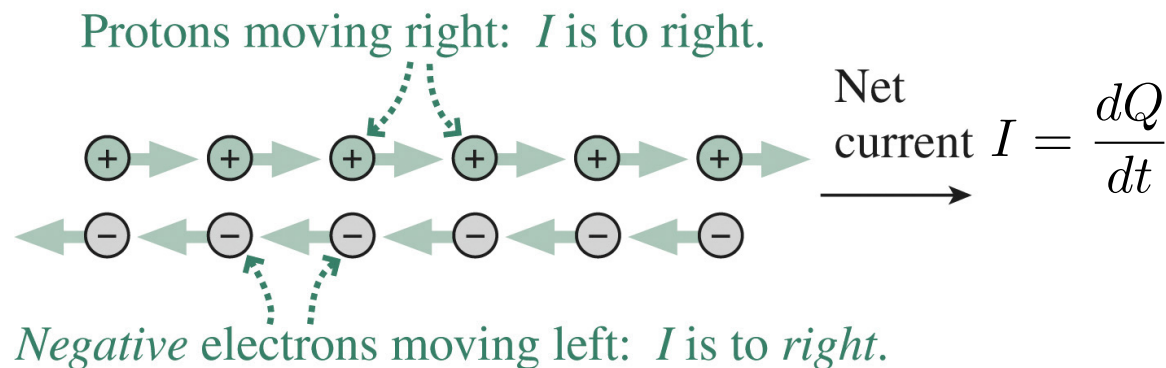 Protons moving right: I is to right.
Net
current I = dQ/dt
+ + + + + +
− − − − − −
Negative electrons moving left: I is to right.